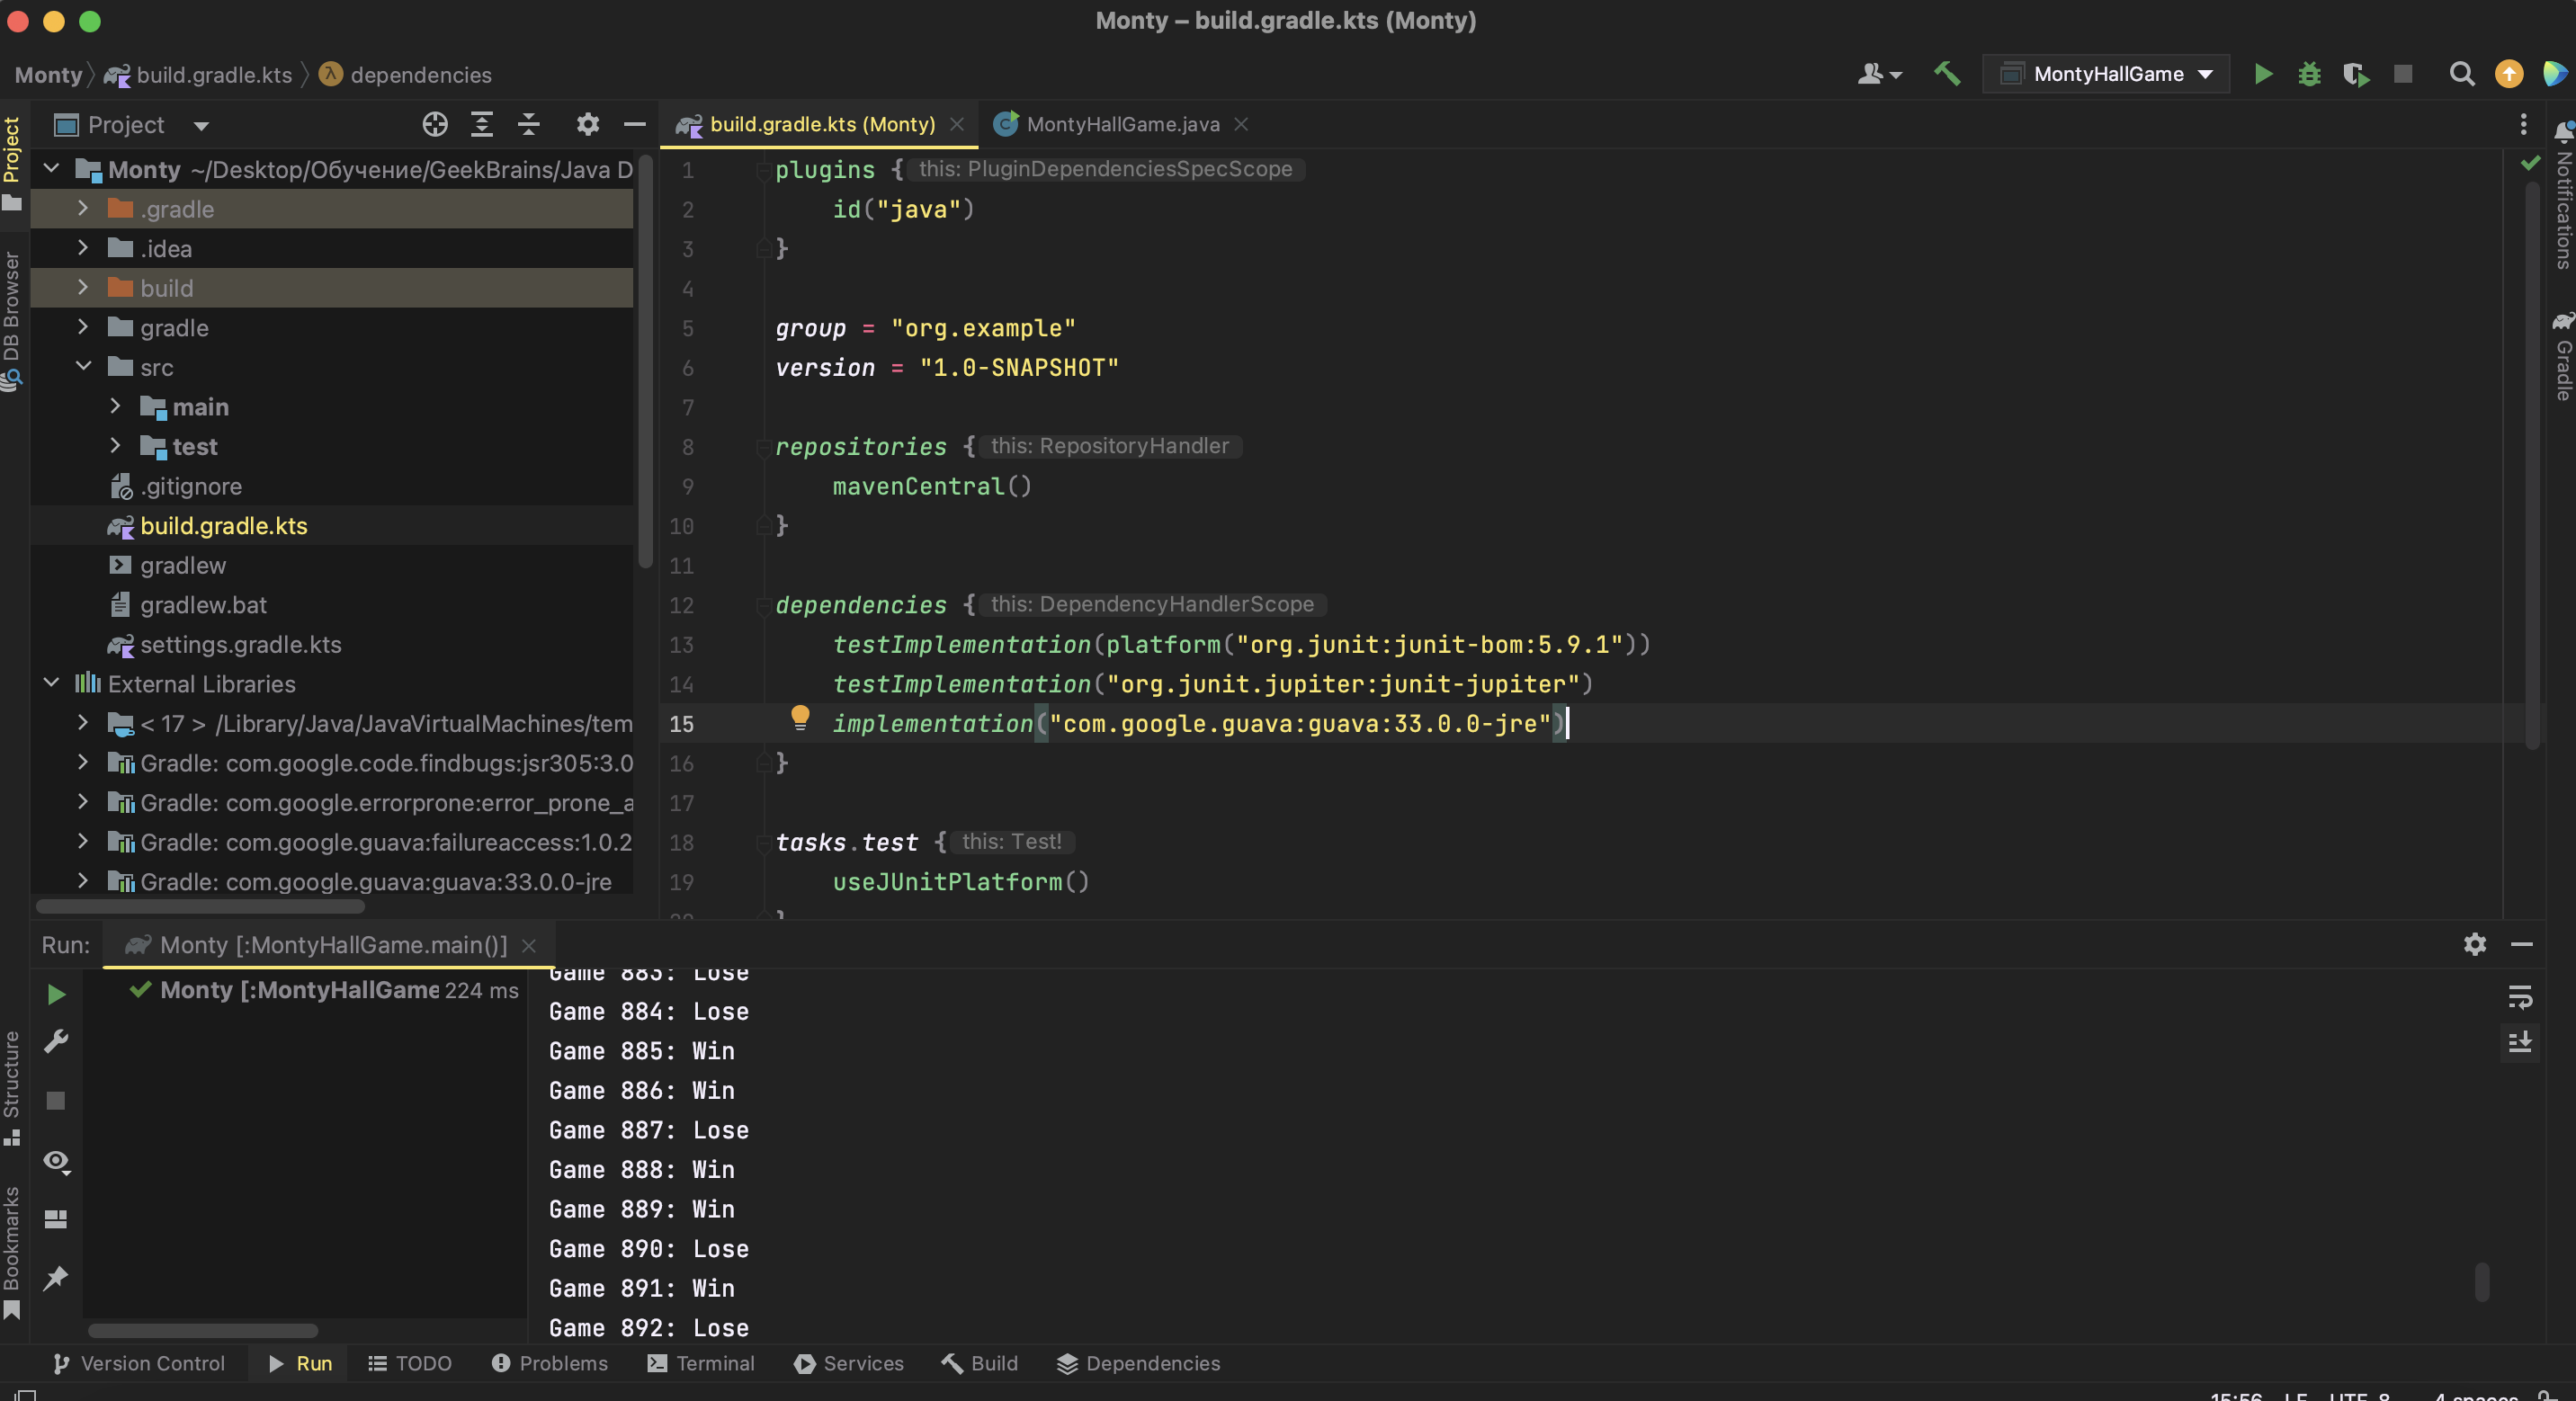 Monty – build.gradle.kts (Monty)
Monty
build.gradle.kts
dependencies
MontyHallGame
Project
DB Browser
Structure
Bookmarks
Project
Monty ~/Desktop/Обучение/GeekBrains/Java D
.gradle
.idea
build
gradle
src
main
test
.gitignore
build.gradle.kts
gradlew
gradlew.bat
settings.gradle.kts
External Libraries
< 17 > /Library/Java/JavaVirtualMachines/tem
Gradle: com.google.code.findbugs:jsr305:3.0
Gradle: com.google.errorprone:error_prone_a
Gradle: com.google.guava:failureaccess:1.0.2
Gradle: com.google.guava:guava:33.0.0-jre
build.gradle.kts (Monty)
MontyHallGame.java
1 plugins { this: PluginDependenciesSpecScope
2 id("java")
3 }
4
5 group = "org.example"
6 version = "1.0-SNAPSHOT"
7
8 repositories { this: RepositoryHandler
9 mavenCentral()
10 }
11
12 dependencies { this: DependencyHandlerScope
13 testImplementation(platform("org.junit:junit-bom:5.9.1"))
14 testImplementation("org.junit.jupiter:junit-jupiter")
15 implementation("com.google.guava:guava:33.0.0-jre")
16 }
17
18 tasks.test { this: Test!
19 useJUnitPlatform()
20 }
Notifications
Gradle
Run:
Monty [:MontyHallGame.main()]
Monty [:MontyHallGame 224 ms
Game 883: Lose
Game 884: Lose
Game 885: Win
Game 886: Win
Game 887: Lose
Game 888: Win
Game 889: Win
Game 890: Lose
Game 891: Win
Game 892: Lose
Version Control
Run
TODO
Problems
Terminal
Services
Build
Dependencies
15:56 LF UTF-8 4 spaces